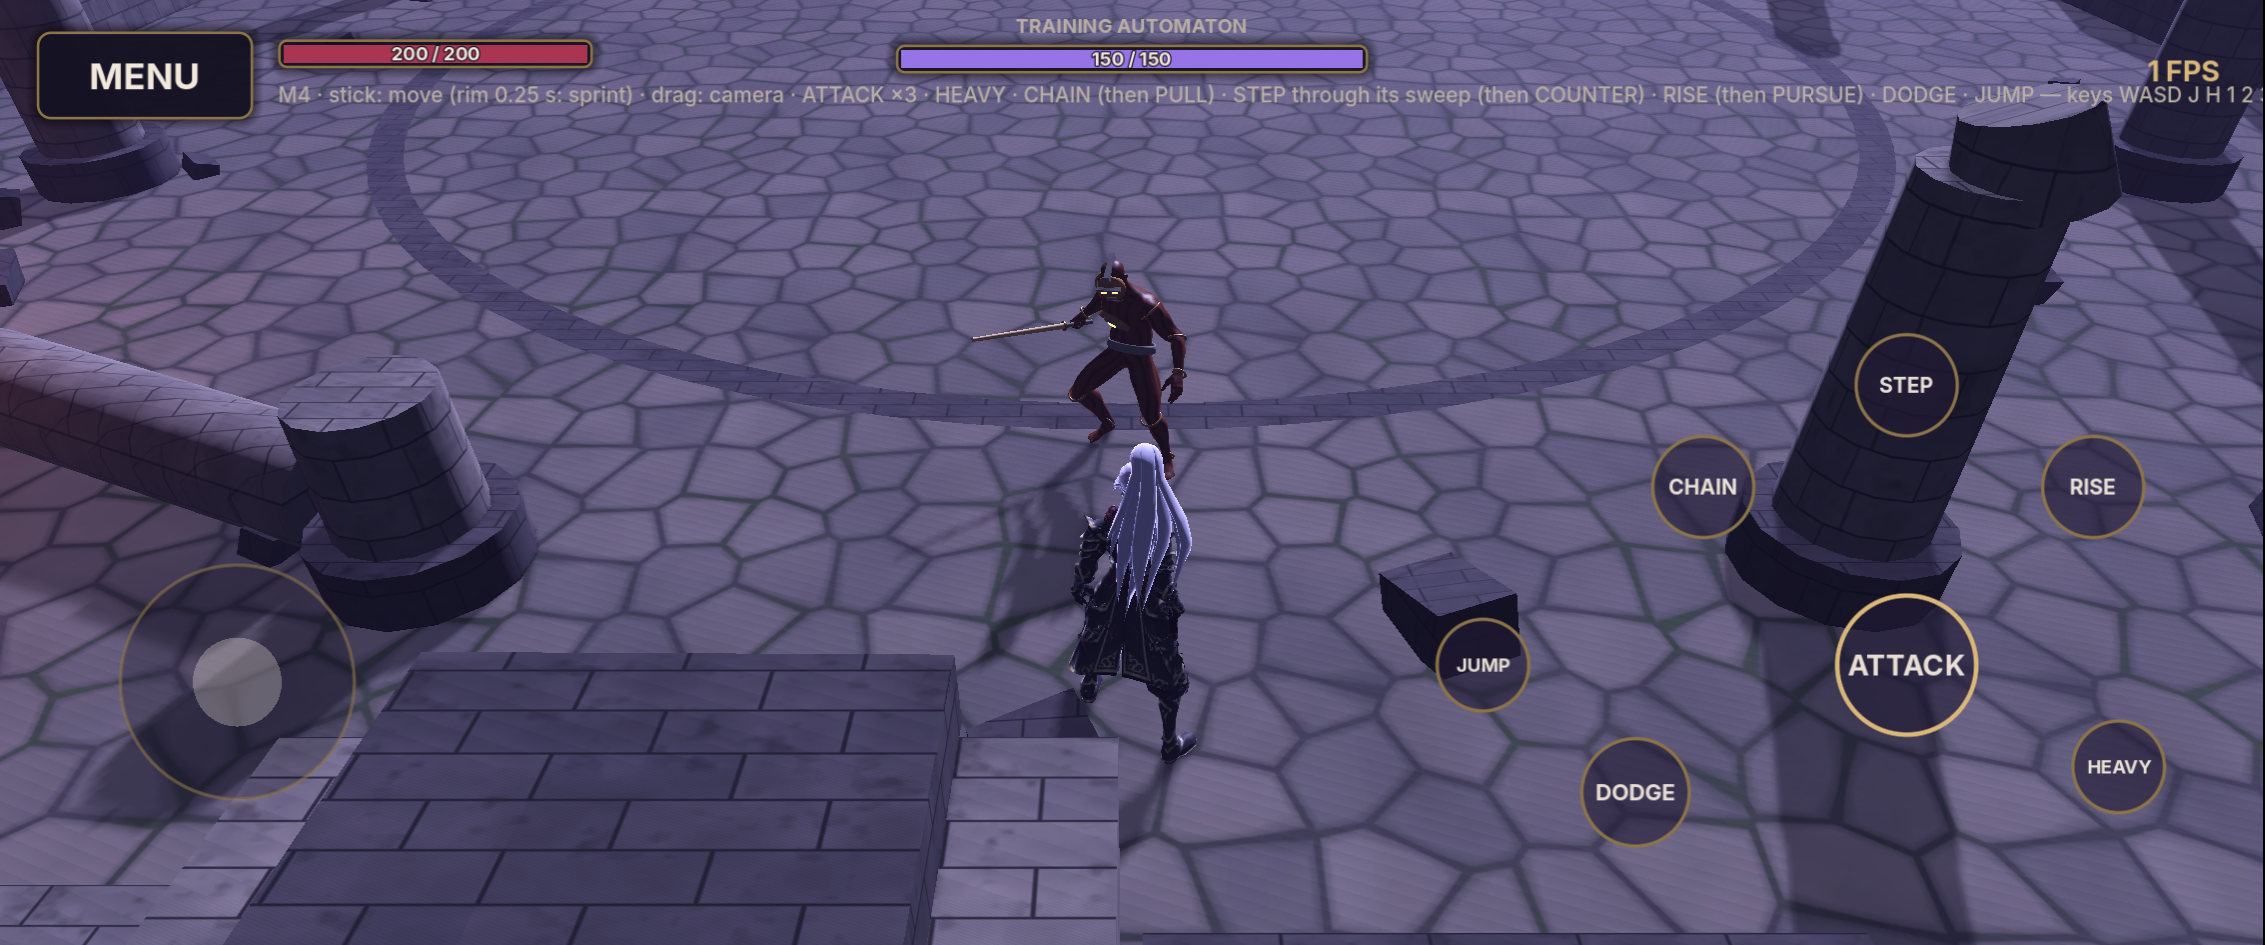 TRAINING AUTOMATON
MENU
200 / 200
150 / 150
1 FPS
M4 · stick: move (rim 0.25 s: sprint) · drag: camera · ATTACK ×3 · HEAVY · CHAIN (then PULL) · STEP through its sweep (then COUNTER) · RISE (then PURSUE) · DODGE · JUMP — keys WASD J H 1 2
STEP
CHAIN
RISE
JUMP
ATTACK
DODGE
HEAVY